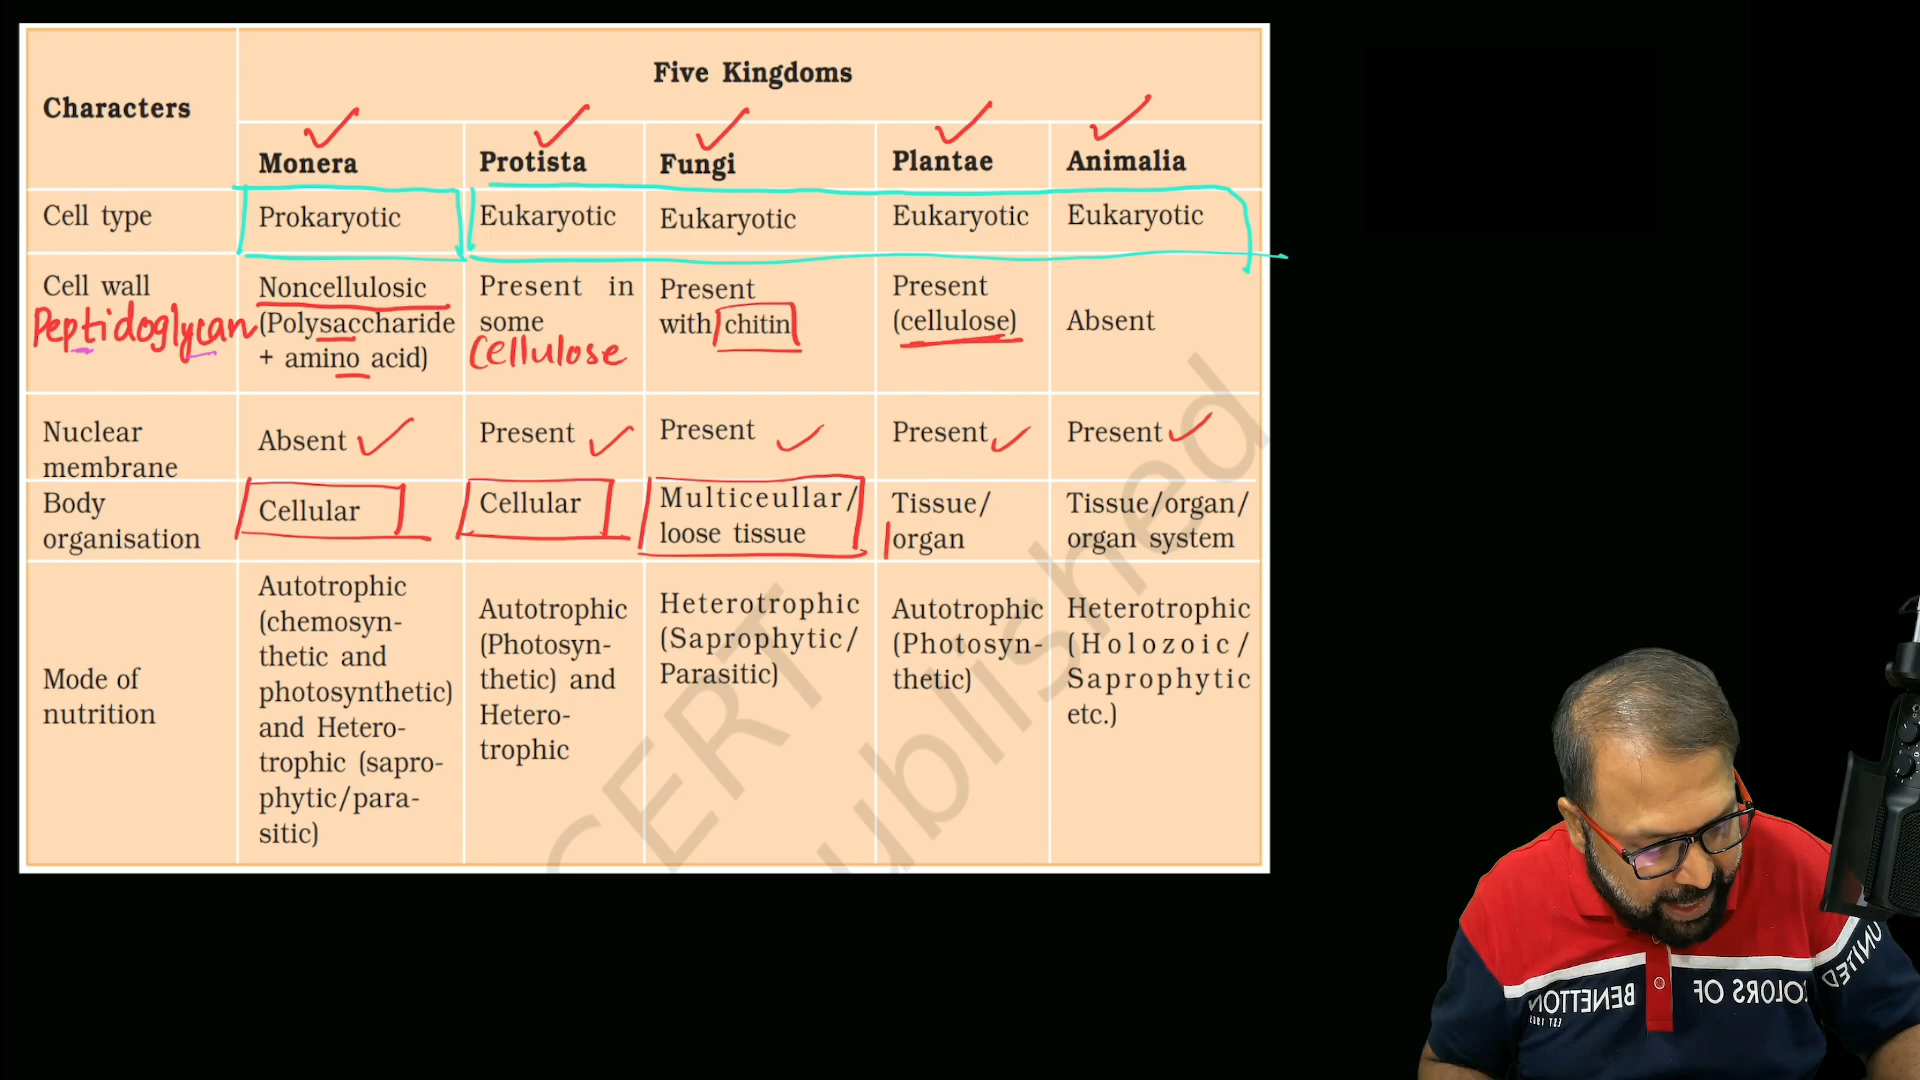 Five Kingdoms
Characters
Monera
Protista
Fungi
Plantae
Animalia
Cell type
Prokaryotic
Eukaryotic
Eukaryotic
Eukaryotic
Eukaryotic
Cell wall
Peptidoglycan
Noncellulosic
(Polysaccharide
+ amino acid)
Present in
some
Cellulose
Present
with chitin
Present
(cellulose)
Absent
Nuclear
membrane
Absent
Present
Present
Present
Present
Body
organisation
Cellular
Cellular
Multiceullar/
loose tissue
Tissue/
organ
Tissue/organ/
organ system
Mode of
nutrition
Autotrophic
(chemosyn-
thetic and
photosynthetic)
and Hetero-
trophic (sapro-
phytic/para-
sitic)
Autotrophic
(Photosyn-
thetic) and
Hetero-
trophic
Heterotrophic
(Saprophytic/
Parasitic)
Autotrophic
(Photosyn-
thetic)
Heterotrophic
(Holozoic/
Saprophytic
etc.)
CERT
ublished
UNITED
COLORS OF
BENETTON
EST 1965